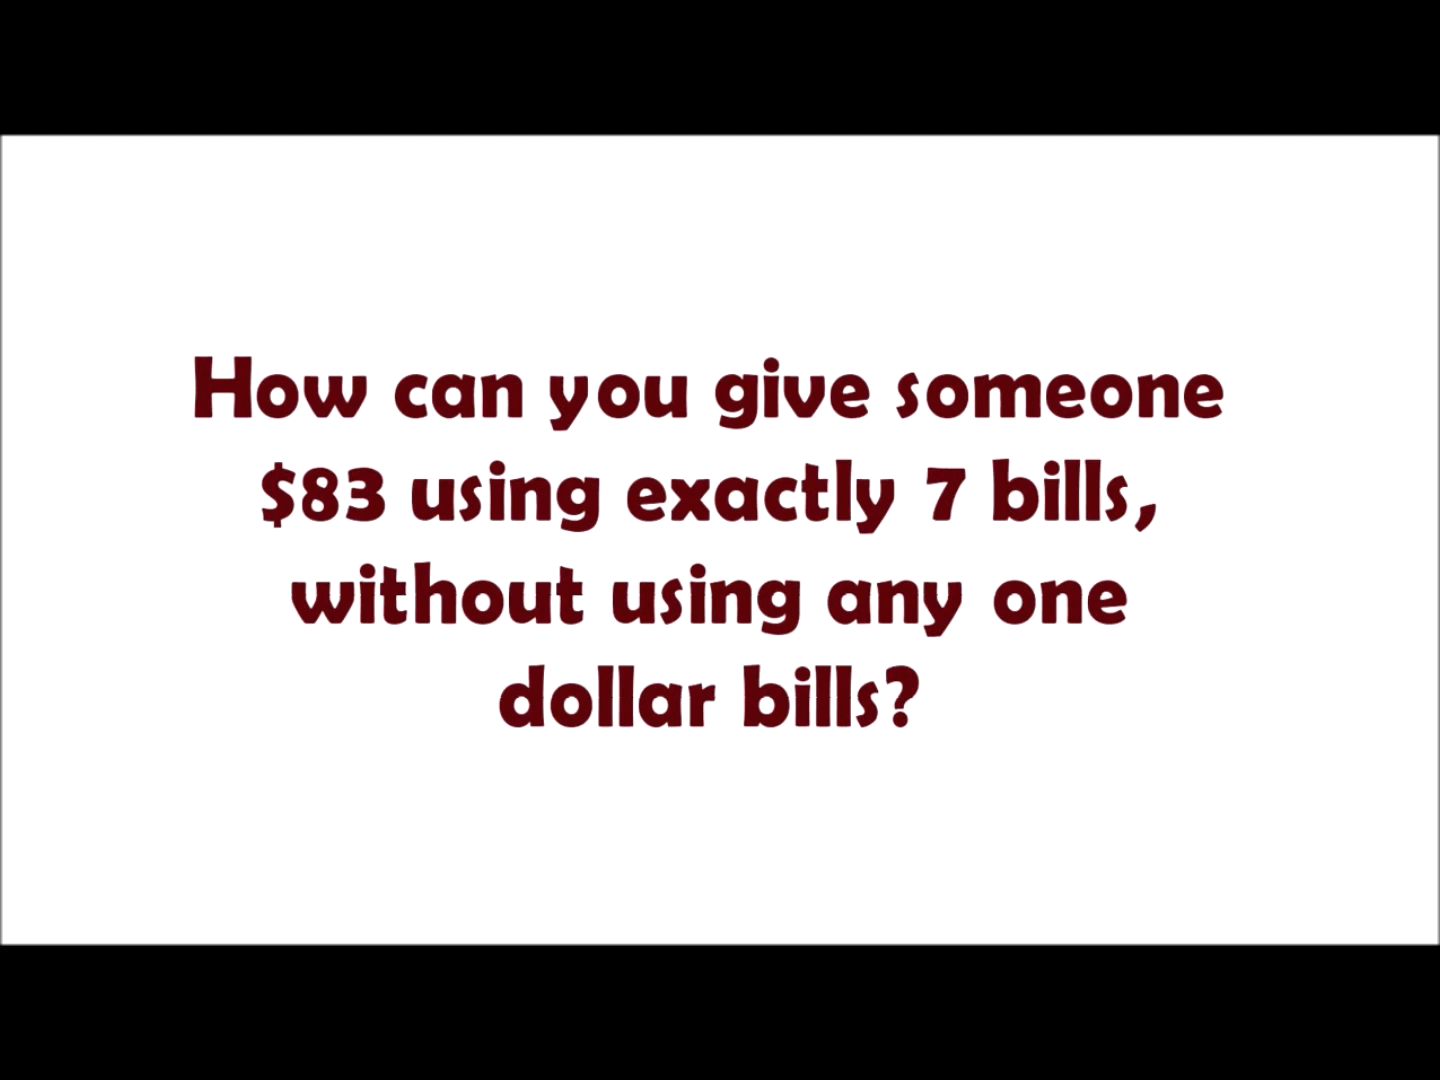 How can you give someone
$83 using exactly 7 bills,
without using any one
dollar bills?